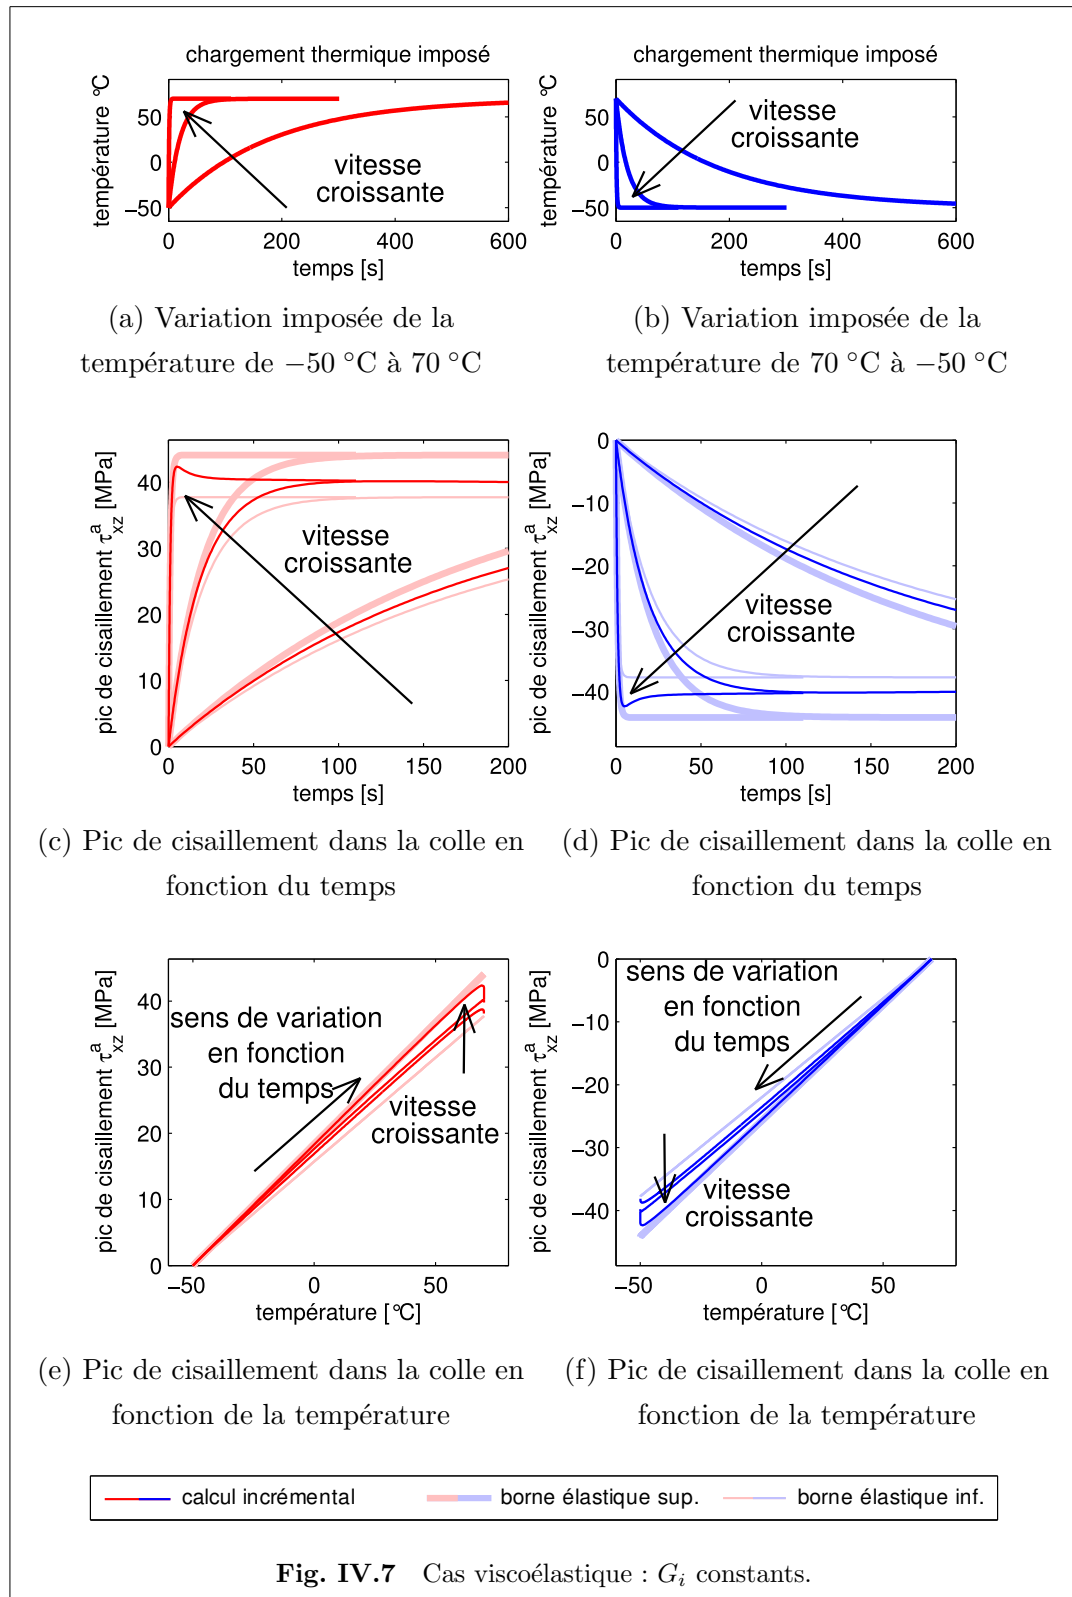 chargement thermique imposé
température °C
50
0
−50
vitesse
croissante
0 200 400 600
temps [s]
(a) Variation imposée de la
température de −50 °C à 70 °C
chargement thermique imposé
température °C
50
0
−50
vitesse
croissante
0 200 400 600
temps [s]
(b) Variation imposée de la
température de 70 °C à −50 °C
pic de cisaillement τᵃxz [MPa]
40
30
20
10
0
vitesse
croissante
0 50 100 150 200
temps [s]
(c) Pic de cisaillement dans la colle en
fonction du temps
pic de cisaillement τᵃxz [MPa]
0
−10
−20
−30
−40
vitesse
croissante
0 50 100 150 200
temps [s]
(d) Pic de cisaillement dans la colle en
fonction du temps
pic de cisaillement τᵃxz [MPa]
40
30
20
10
0
sens de variation
en fonction
du temps
vitesse
croissante
−50 0 50
température [°C]
(e) Pic de cisaillement dans la colle en
fonction de la température
pic de cisaillement τᵃxz [MPa]
0
−10
−20
−30
−40
sens de variation
en fonction
du temps
vitesse
croissante
−50 0 50
température [°C]
(f) Pic de cisaillement dans la colle en
fonction de la température
calcul incrémental borne élastique sup. borne élastique inf.
Fig. IV.7 Cas viscoélastique : Gi constants.